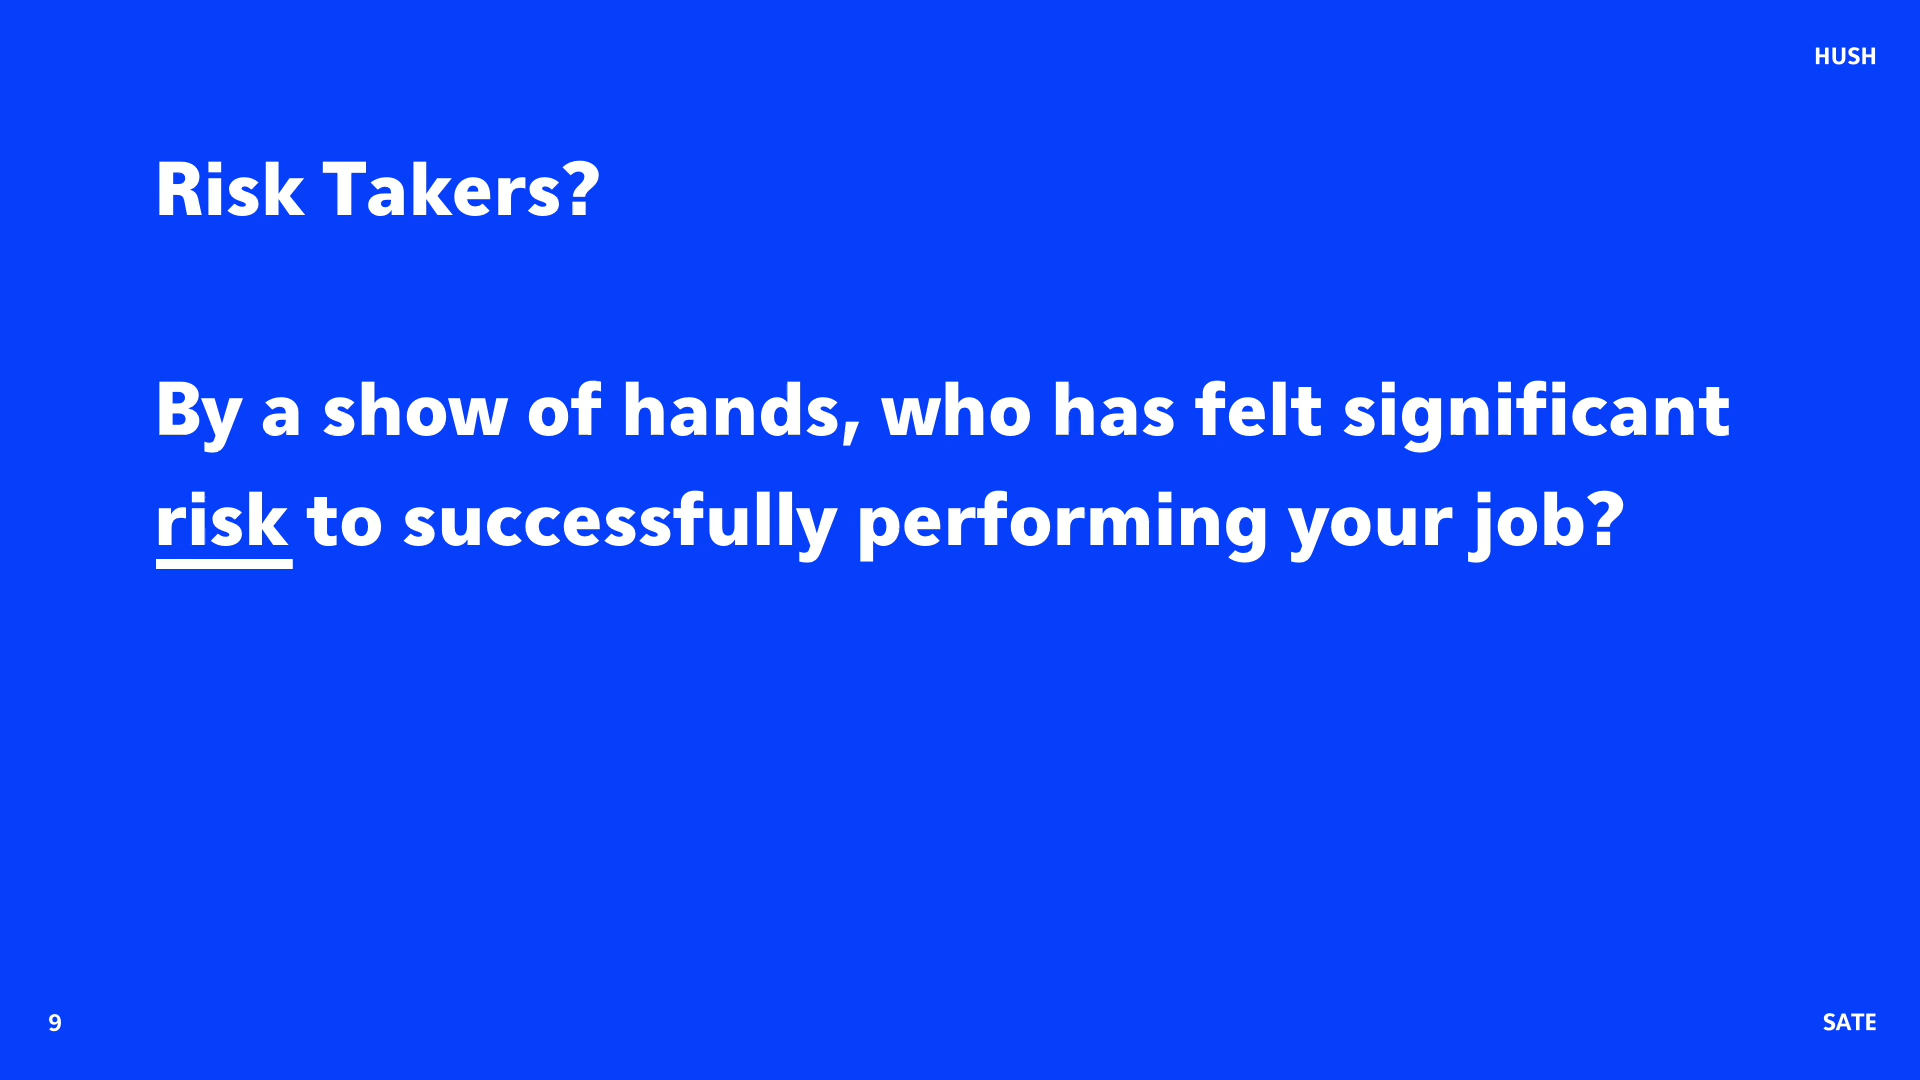 HUSH
Risk Takers?
By a show of hands, who has felt significant
risk to successfully performing your job?
9
SATE